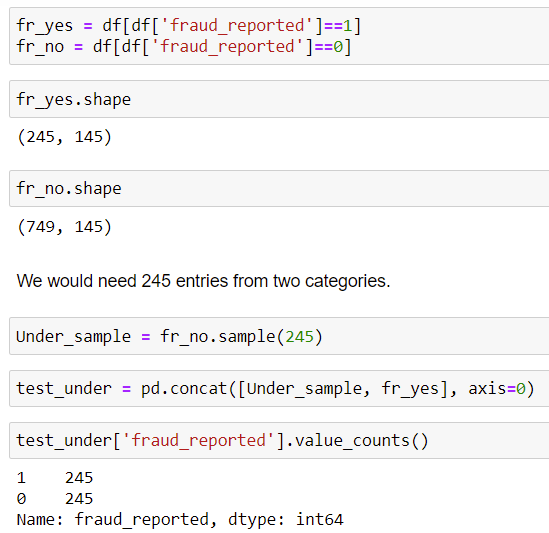 fr_yes = df[df['fraud_reported']==1]
fr_no = df[df['fraud_reported']==0]
fr_yes.shape
(245, 145)
fr_no.shape
(749, 145)
We would need 245 entries from two categories.
Under_sample = fr_no.sample(245)
test_under = pd.concat([Under_sample, fr_yes], axis=0)
test_under['fraud_reported'].value_counts()
1    245
0    245
Name: fraud_reported, dtype: int64